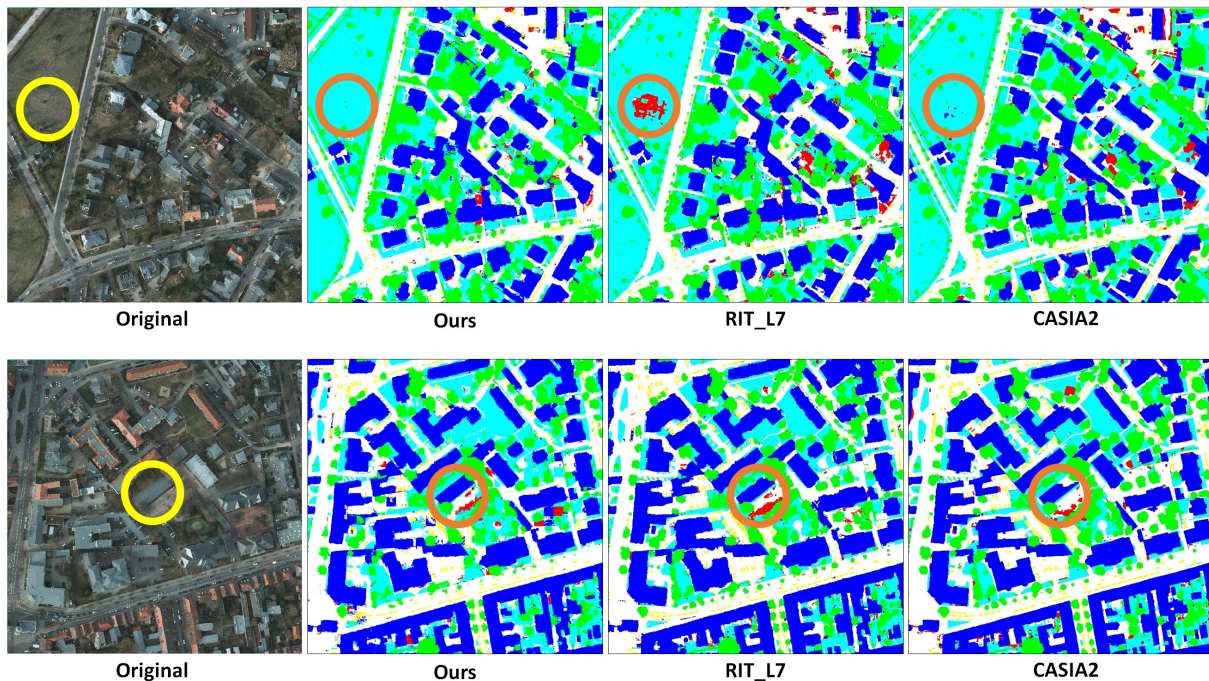 Original
Ours
RIT_L7
CASIA2
Original
Ours
RIT_L7
CASIA2